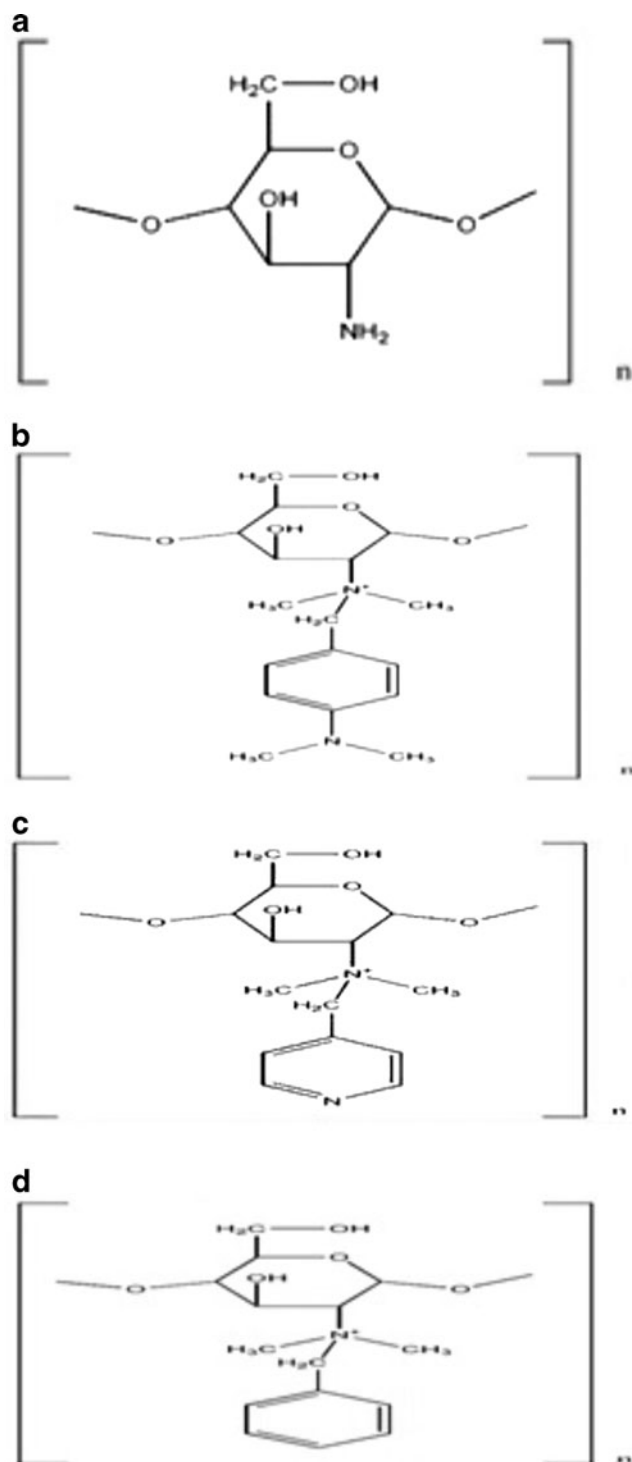 a
H₂C OH
O
OH
O O
NH₂
n
b
H₂C OH
O
OH
O O
N⁺
H₃C CH₃
H₂C
N
H₃C CH₃
n
c
H₂C OH
O
OH
O O
N⁺
H₃C CH₃
H₂C
N
n
d
H₂C OH
O
OH
O O
N⁺
H₃C CH₃
H₂C
n